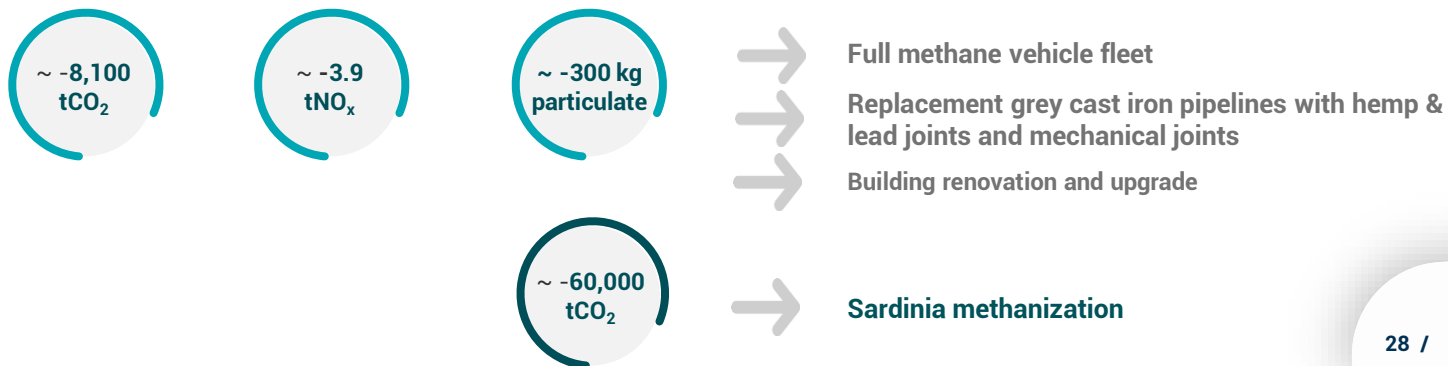 ~ -8,100
tCO₂
~ -3.9
tNOₓ
~ -300 kg
particulate
Full methane vehicle fleet
Replacement grey cast iron pipelines with hemp &
lead joints and mechanical joints
Building renovation and upgrade
~ -60,000
tCO₂
Sardinia methanization
28 /